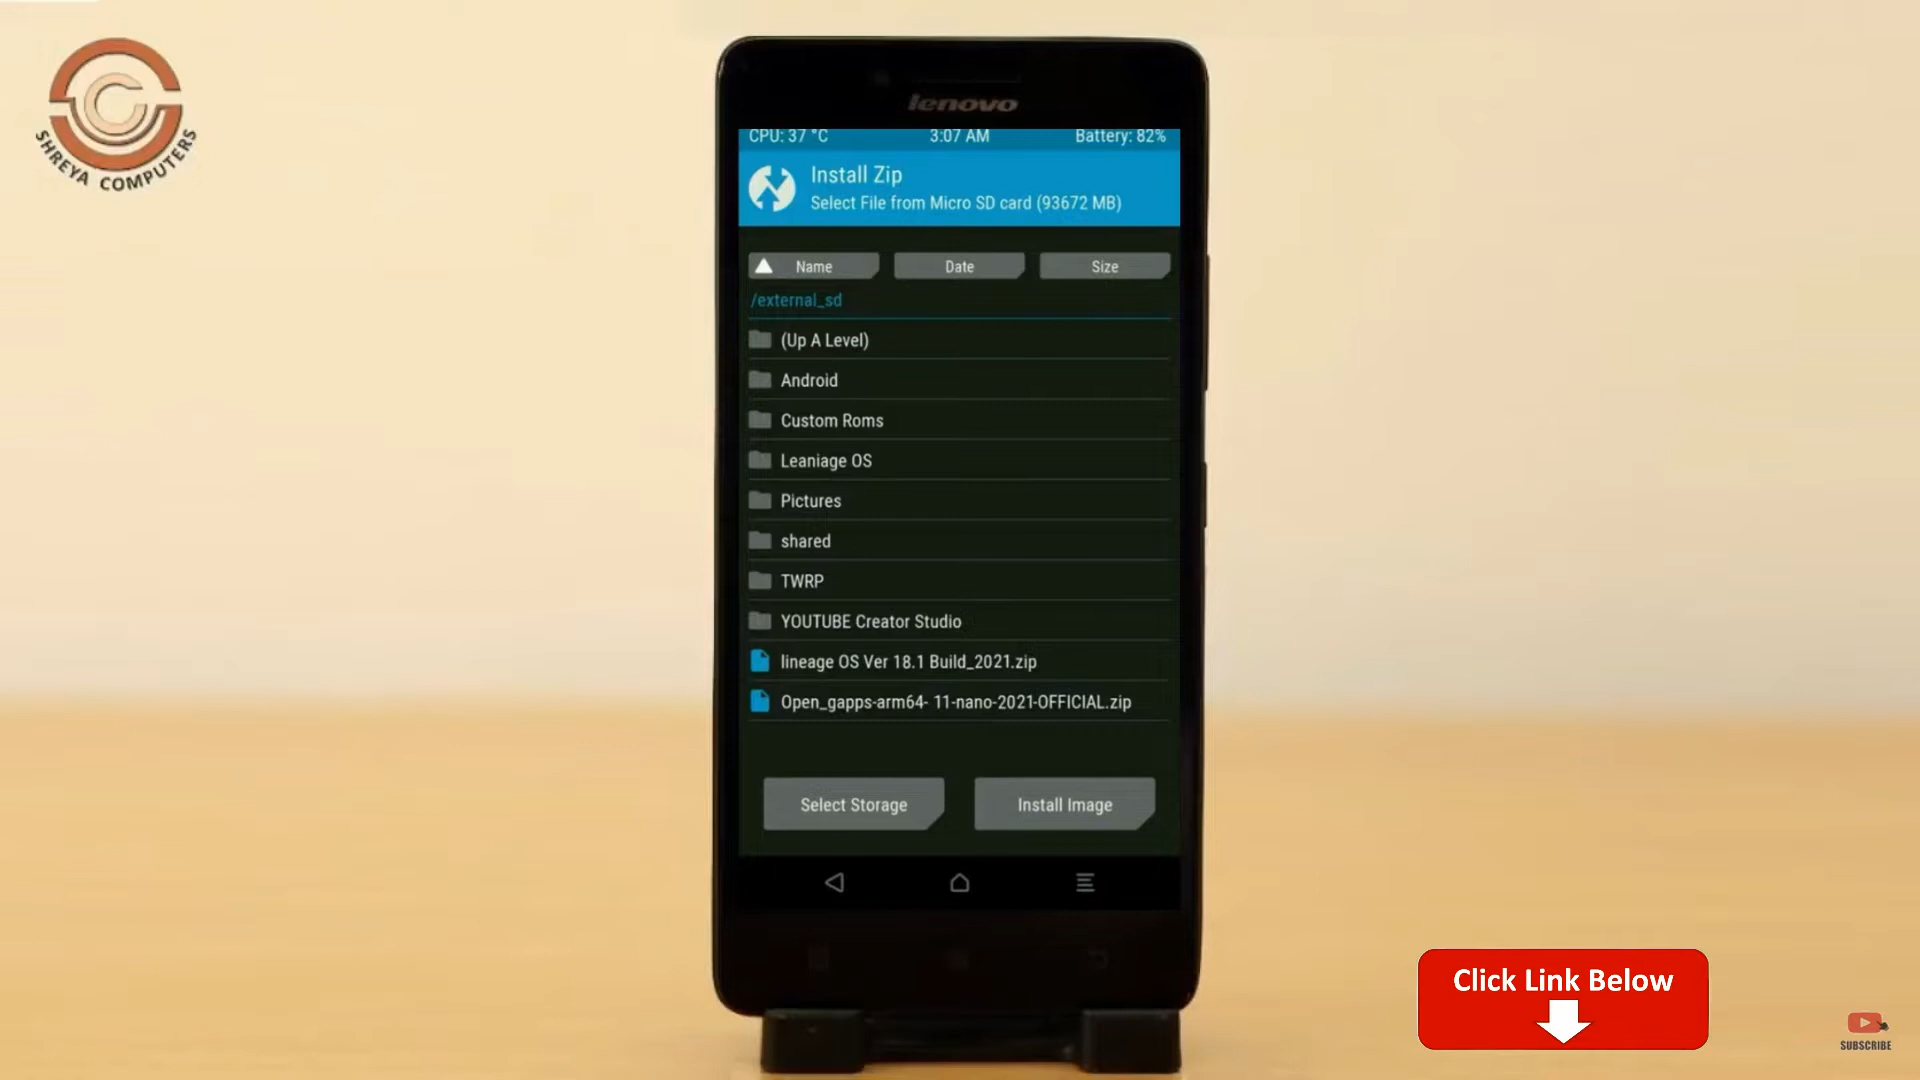 SHREYA COMPUTERS
lenovo
CPU: 37 °C 3:07 AM Battery: 82%
Install Zip
Select File from Micro SD card (93672 MB)
Name Date Size
/external_sd
(Up A Level)
Android
Custom Roms
Leaniage OS
Pictures
shared
TWRP
YOUTUBE Creator Studio
lineage OS Ver 18.1 Build_2021.zip
Open_gapps-arm64- 11-nano-2021-OFFICIAL.zip
Select Storage Install Image
Click Link Below
SUBSCRIBE